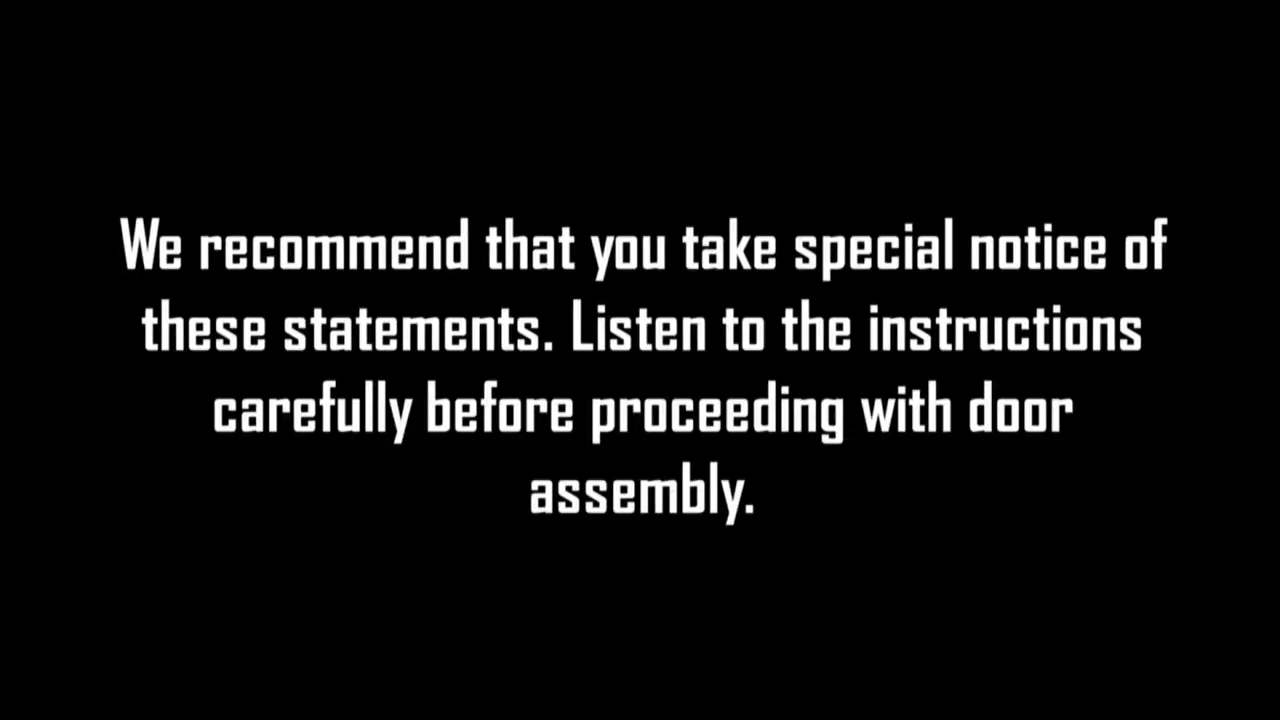 We recommend that you take special notice of
these statements. Listen to the instructions
carefully before proceeding with door
assembly.